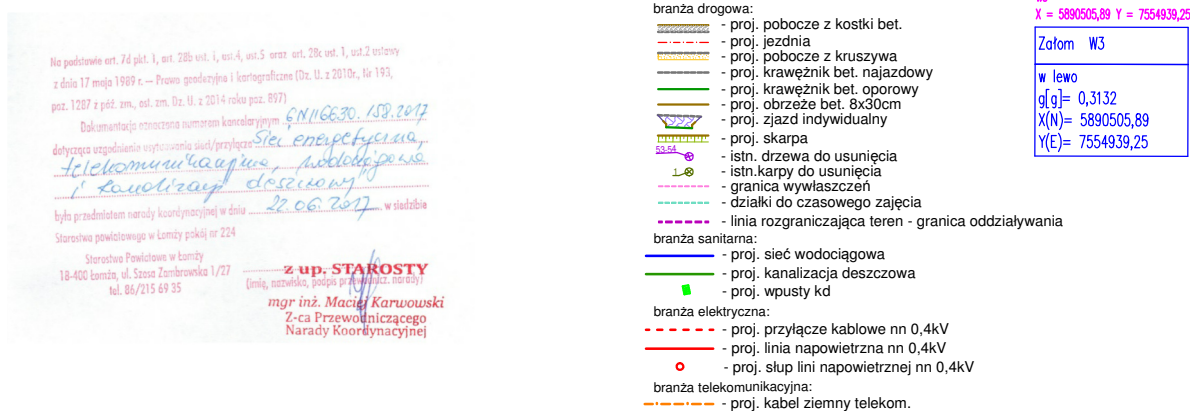 Na podstawie art. 7d pkt. 1, art. 28b ust. i, ust.4, ust.5 oraz art. 28c ust. 1, ust.2 ustawy
z dnia 17 maja 1989 r. – Prawo geodezyjne i kartograficzne (Dz. U. z 2010r., Nr 193,
poz. 1287 z póź. zm., ost. zm. Dz. U. z 2014 roku poz. 897)
Dokumentacja oznaczona numerem kancelaryjnym GNII6630.158.2017
dotycząca uzgodnienia usytuowania sieci/przyłącza Sieć energetyczna,
telekomunikacyjna, wodociągowa
i kanalizacji deszczowej
była przedmiotem narady koordynacyjnej w dniu 22.06.2017 w siedzibie
Starostwa powiatowego w Łomży pokój nr 224
Starostwo Powiatowe w Łomży
18-400 Łomża, ul. Szosa Zambrowska 1/27
tel. 86/215 69 35
z up. STAROSTY
(imię, nazwisko, podpis przewodnicz. narady)
mgr inż. Maciej Karwowski
Z-ca Przewodniczącego
Narady Koordynacyjnej
branża drogowa:
- proj. pobocze z kostki bet.
- proj. jezdnia
- proj. pobocze z kruszywa
- proj. krawężnik bet. najazdowy
- proj. krawężnik bet. oporowy
- proj. obrzeże bet. 8x30cm
- proj. zjazd indywidualny
- proj. skarpa
53-54 - istn. drzewa do usunięcia
1 - istn.karpy do usunięcia
- granica wywłaszczeń
- działki do czasowego zajęcia
- linia rozgraniczająca teren - granica oddziaływania
branża sanitarna:
- proj. sieć wodociągowa
- proj. kanalizacja deszczowa
- proj. wpusty kd
branża elektryczna:
- proj. przyłącze kablowe nn 0,4kV
- proj. linia napowietrzna nn 0,4kV
- proj. słup lini napowietrznej nn 0,4kV
branża telekomunikacyjna:
- proj. kabel ziemny telekom.
X = 5890505,89 Y = 7554939,25
Załom W3
w lewo
g[g]= 0,3132
X(N)= 5890505,89
Y(E)= 7554939,25